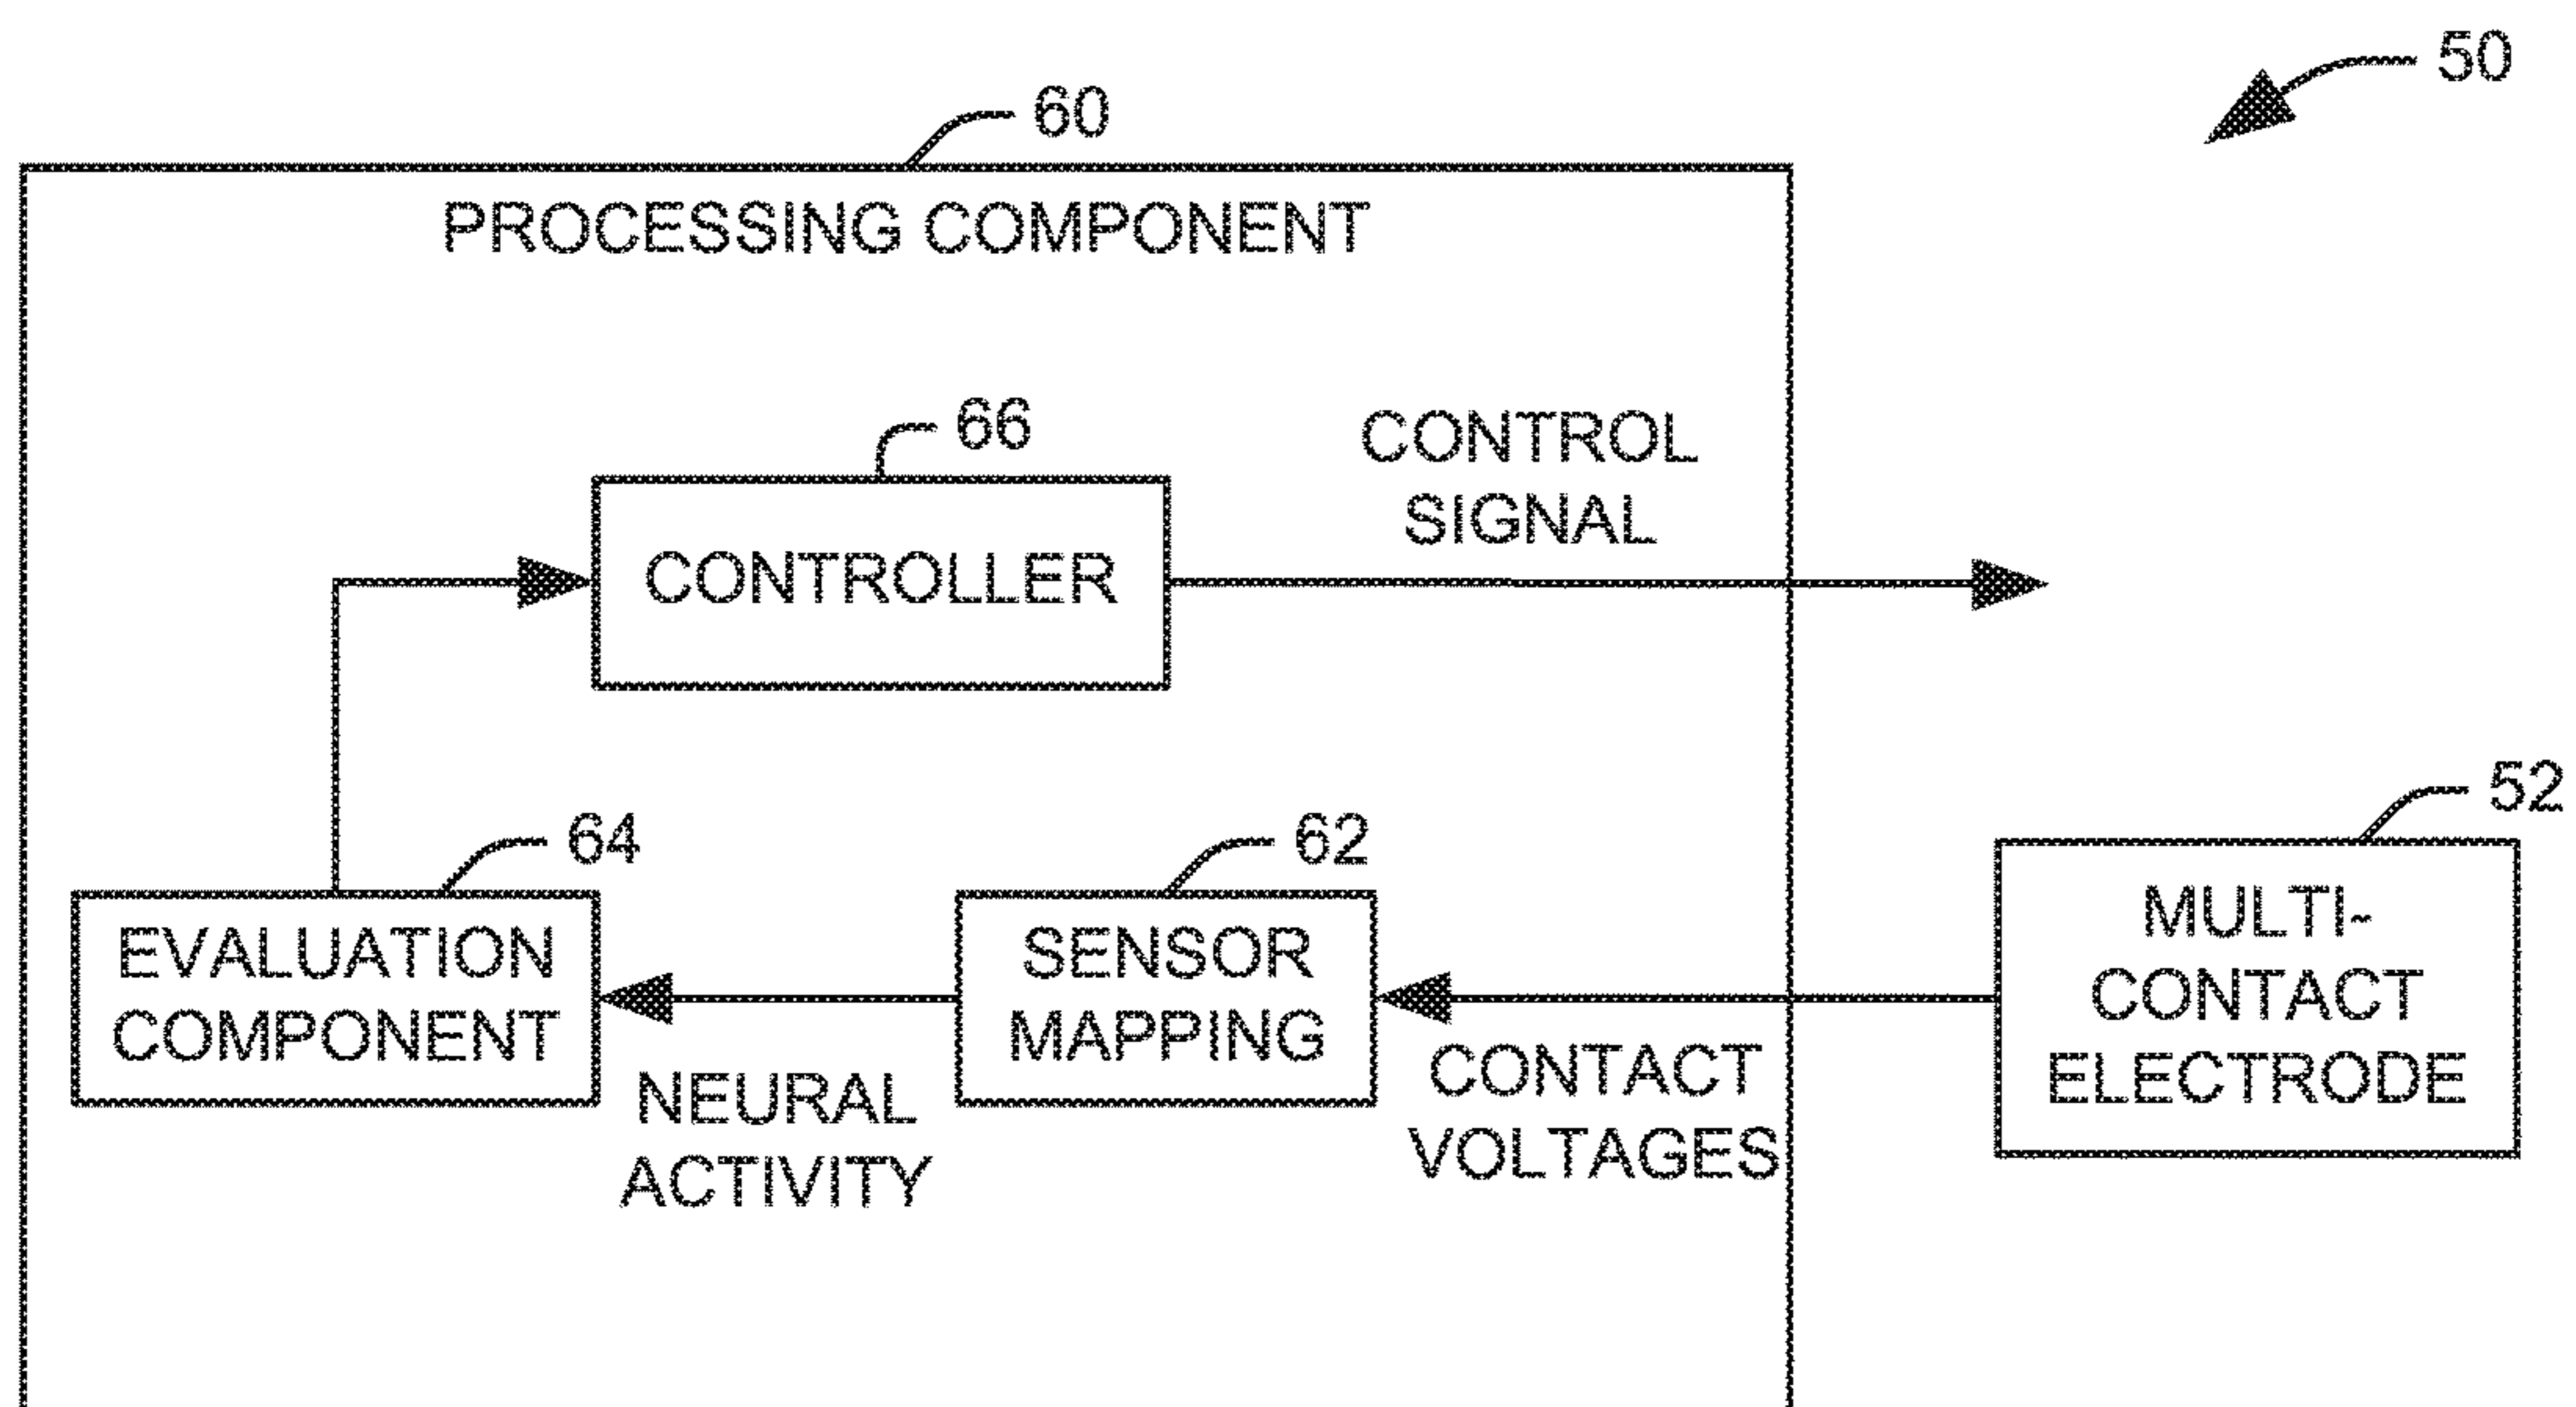 50
60
PROCESSING COMPONENT
66
CONTROLLER
CONTROL
SIGNAL
64
EVALUATION
COMPONENT
NEURAL
ACTIVITY
62
SENSOR
MAPPING
CONTACT
VOLTAGES
52
MULTI-
CONTACT
ELECTRODE